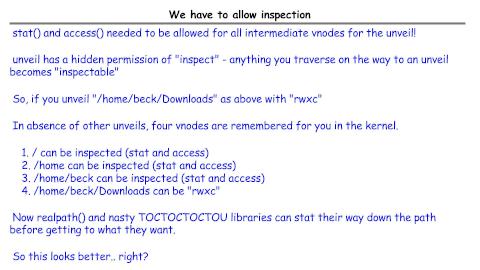 We have to allow inspection
stat() and access() needed to be allowed for all intermediate vnodes for the unveil!
unveil has a hidden permission of "inspect" - anything you traverse on the way to an unveil
becomes "inspectable"
So, if you unveil "/home/beck/Downloads" as above with "rwxc"
In absence of other unveils, four vnodes are remembered for you in the kernel.
1. / can be inspected (stat and access)
2. /home can be inspected (stat and access)
3. /home/beck can be inspected (stat and access)
4. /home/beck/Downloads can be "rwxc"
Now realpath() and nasty TOCTOCTOCTOU libraries can stat their way down the path
before getting to what they want.
So this looks better.. right?